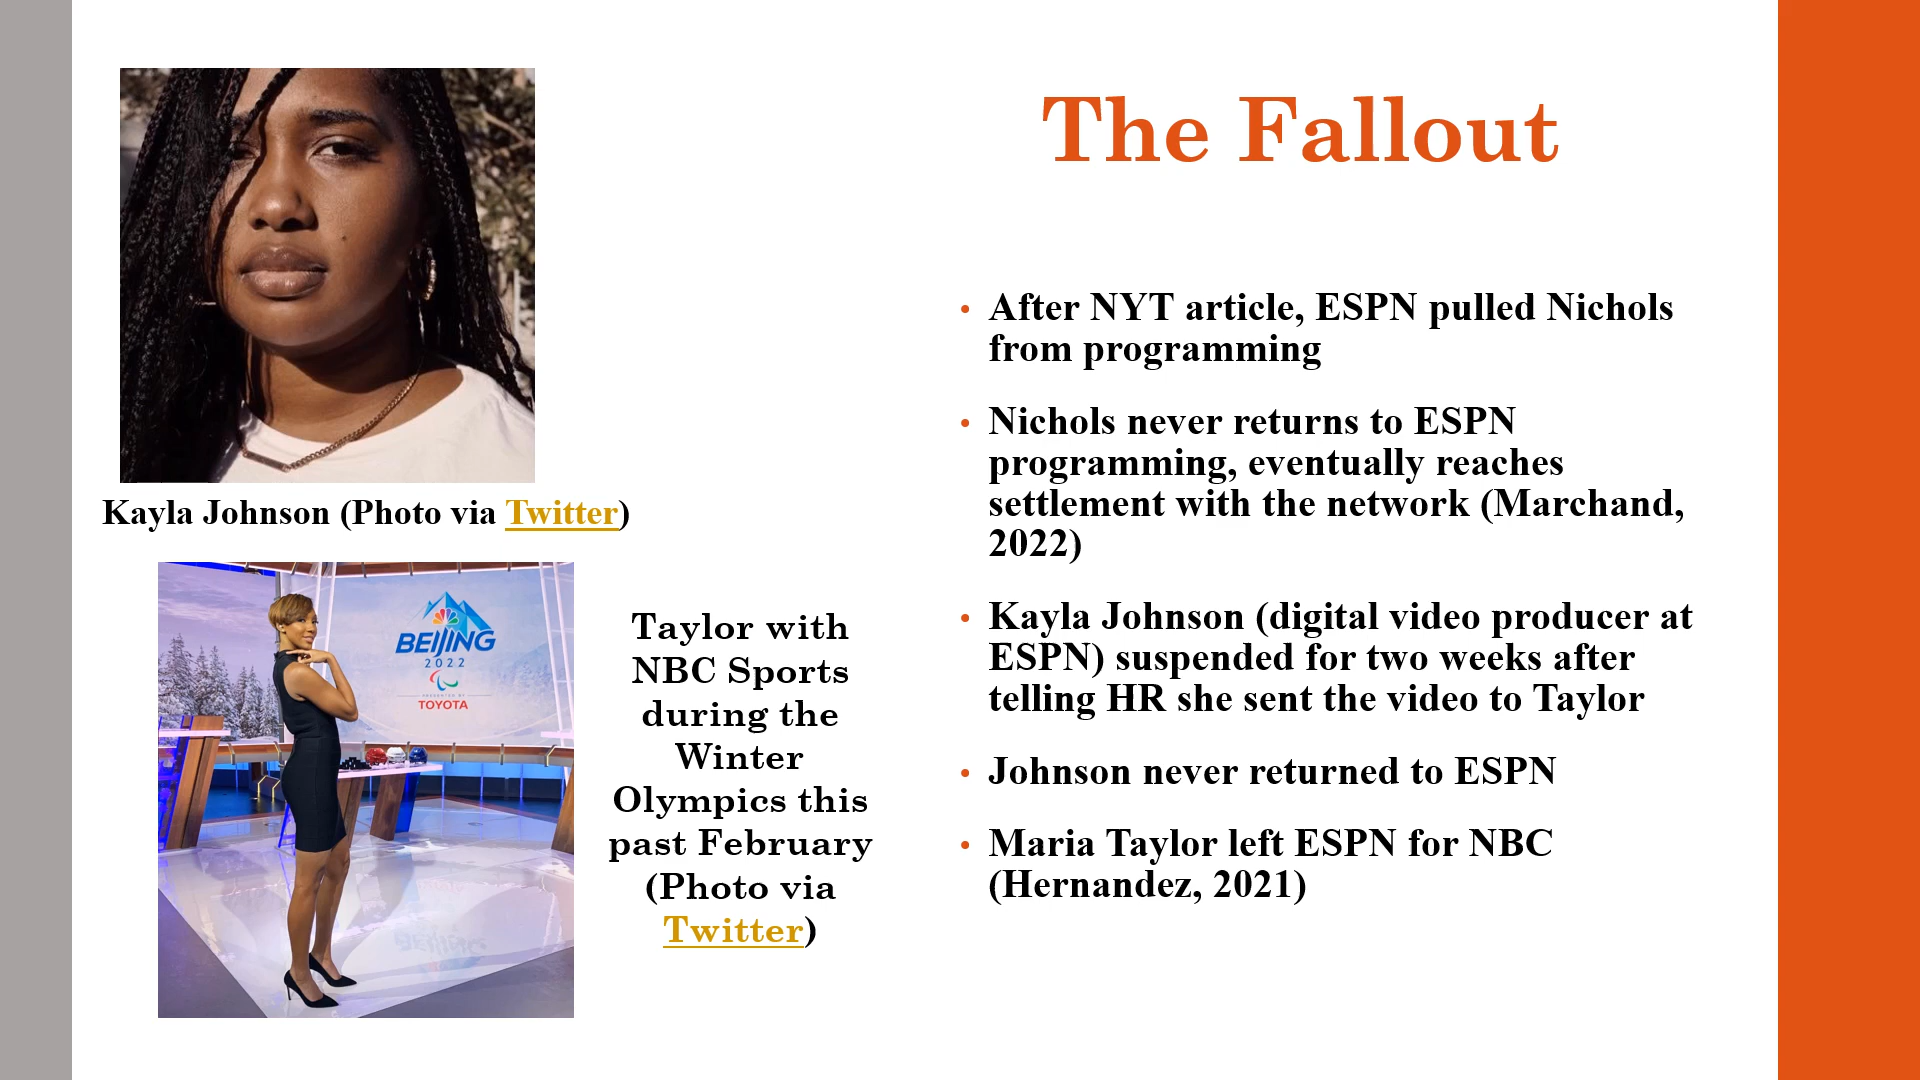 The Fallout
Kayla Johnson (Photo via Twitter)
BEIJING
2022
PRESENTED BY
TOYOTA
Taylor with
NBC Sports
during the
Winter
Olympics this
past February
(Photo via
Twitter)
• After NYT article, ESPN pulled Nichols
from programming
• Nichols never returns to ESPN
programming, eventually reaches
settlement with the network (Marchand,
2022)
• Kayla Johnson (digital video producer at
ESPN) suspended for two weeks after
telling HR she sent the video to Taylor
• Johnson never returned to ESPN
• Maria Taylor left ESPN for NBC
(Hernandez, 2021)